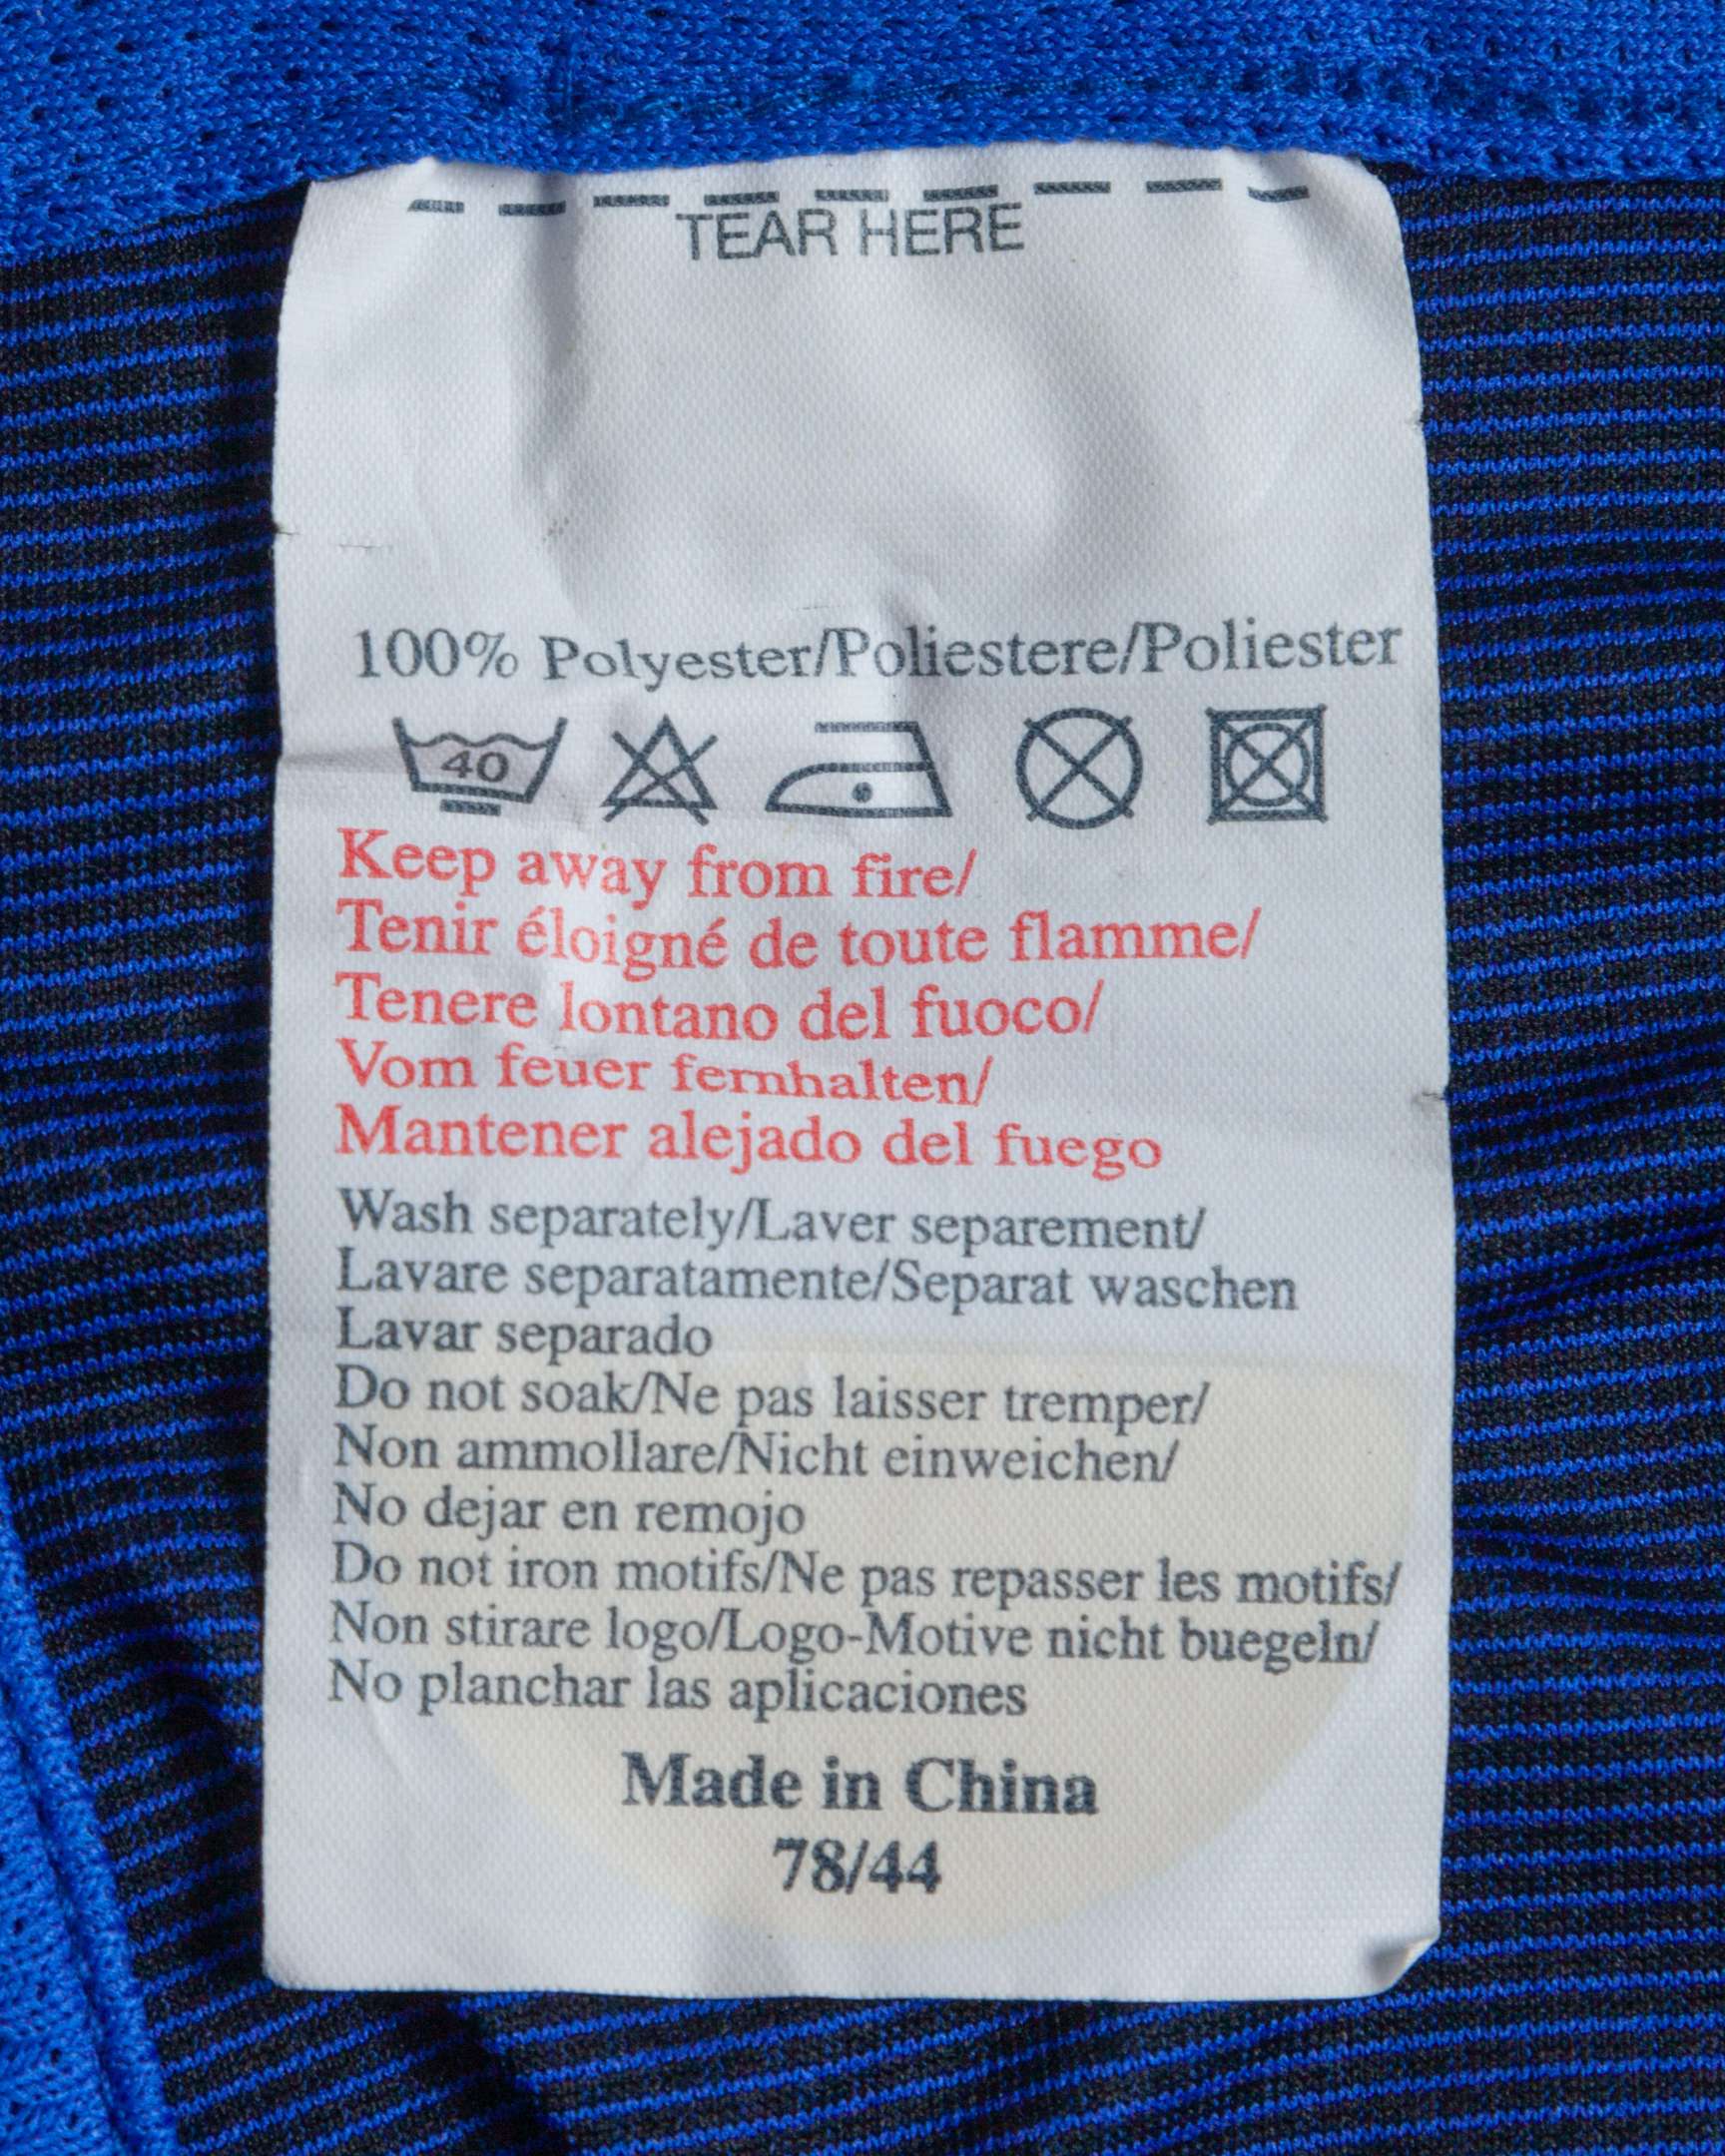 TEAR HERE
100% Polyester/Poliestere/Poliester
40
Keep away from fire/
Tenir éloigné de toute flamme/
Tenere lontano del fuoco/
Vom feuer fernhalten/
Mantener alejado del fuego
Wash separately/Laver separement/
Lavare separatamente/Separat waschen
Lavar separado
Do not soak/Ne pas laisser tremper/
Non ammollare/Nicht einweichen/
No dejar en remojo
Do not iron motifs/Ne pas repasser les motifs/
Non stirare logo/Logo-Motive nicht buegeln/
No planchar las aplicaciones
Made in China
78/44